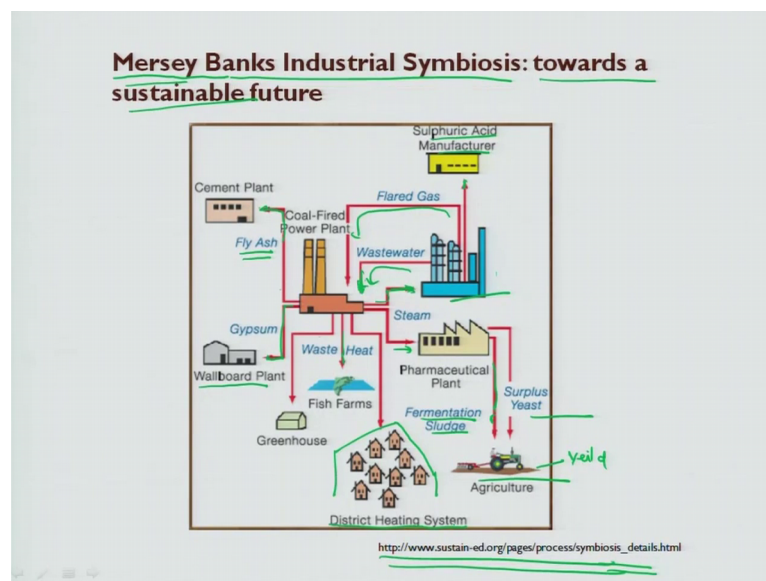 Mersey Banks Industrial Symbiosis: towards a
sustainable future
Sulphuric Acid
Manufacturer
Cement Plant
Flared Gas
Coal-Fired
Power Plant
Fly Ash
Wastewater
Steam
Gypsum
Waste Heat
Wallboard Plant
Pharmaceutical
Plant
Fish Farms
Surplus
Yeast
Fermentation
Sludge
Greenhouse
Yeild
Agriculture
District Heating System
http://www.sustain-ed.org/pages/process/symbiosis_details.html